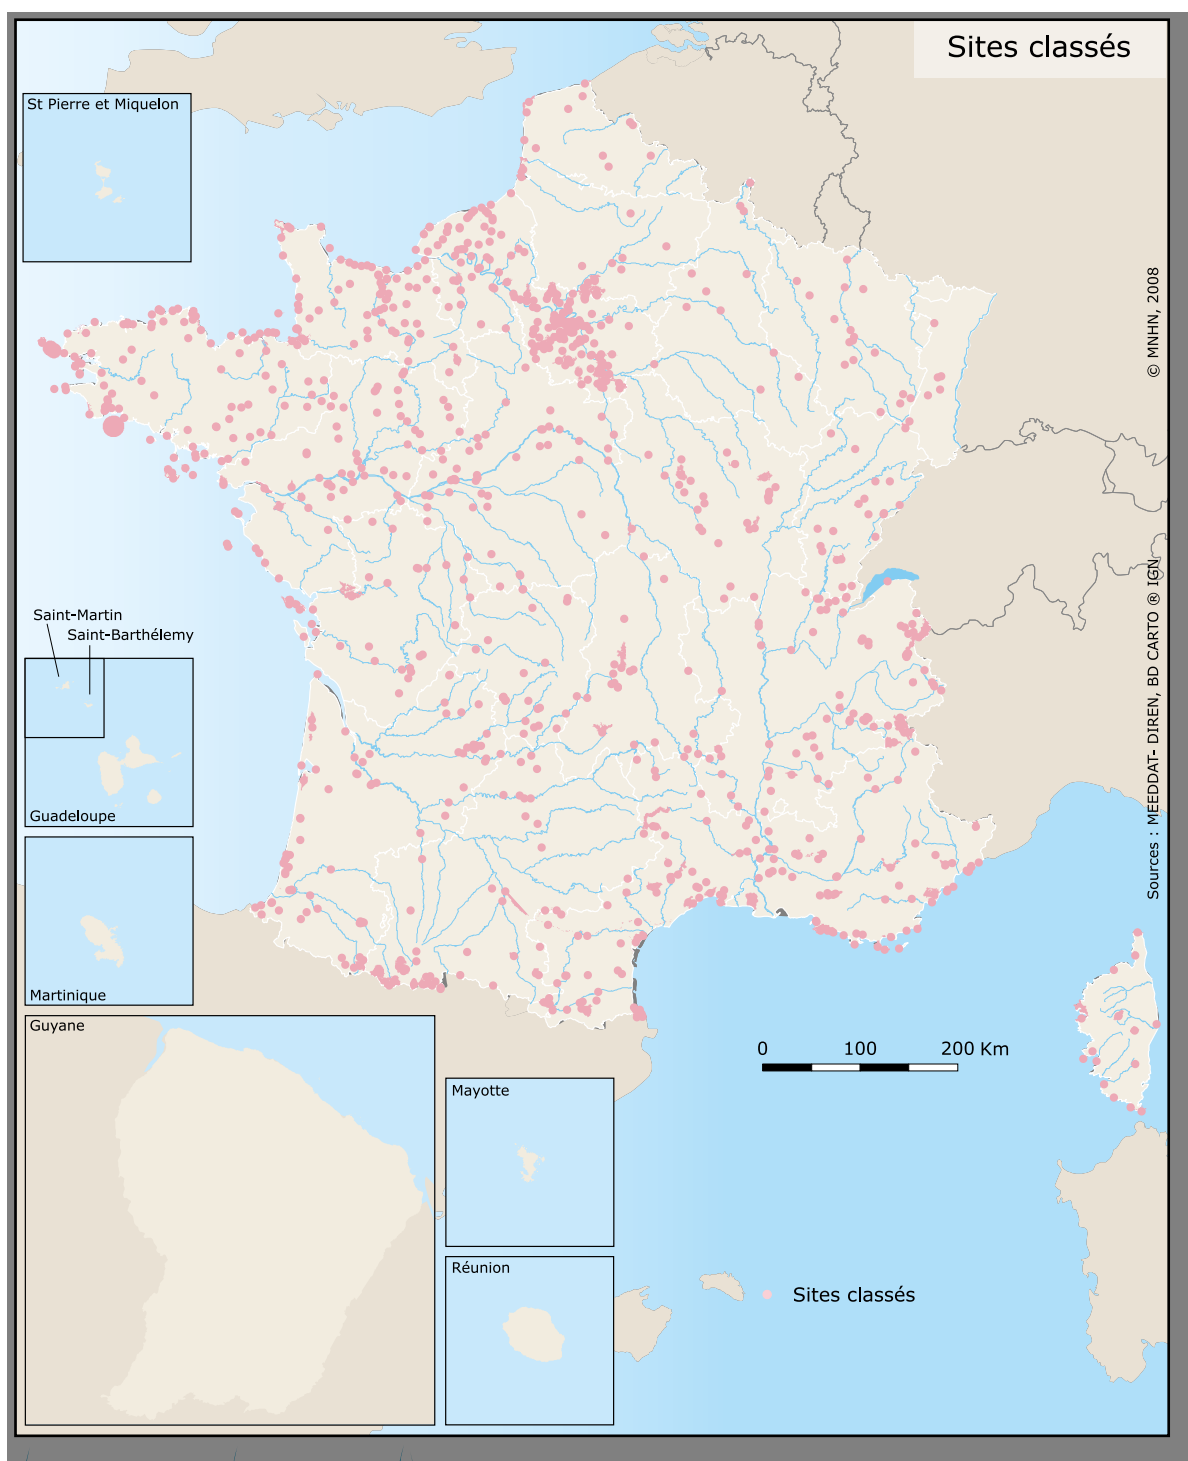 Sites classés
St Pierre et Miquelon
© MNHN, 2008
Sources : MEEDDAT- DIREN, BD CARTO ® IGN
Saint-Martin
Saint-Barthélemy
Guadeloupe
Martinique
Guyane
0 100 200 Km
Mayotte
Réunion
Sites classés